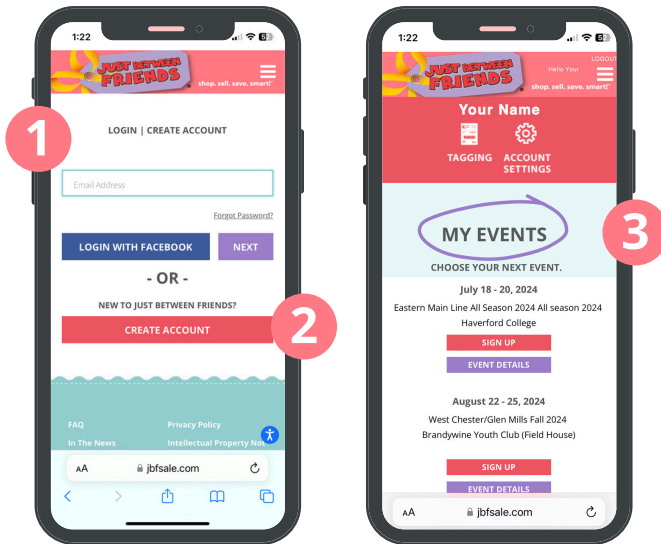 1:22
JUST BETWEEN
FRIENDS
shop. sell. save. smart!™
1
LOGIN | CREATE ACCOUNT
Email Address
Forgot Password?
LOGIN WITH FACEBOOK
NEXT
- OR -
NEW TO JUST BETWEEN FRIENDS?
CREATE ACCOUNT
2
FAQ
Privacy Policy
In The News
Intellectual Property Not
AA
jbfsale.com
1:22
LOGOUT
Hello Your
JUST BETWEEN
FRIENDS
shop. sell. save. smart!™
Your Name
TAGGING
ACCOUNT
SETTINGS
3
MY EVENTS
CHOOSE YOUR NEXT EVENT.
July 18 - 20, 2024
Eastern Main Line All Season 2024 All season 2024
Haverford College
SIGN UP
EVENT DETAILS
August 22 - 25, 2024
West Chester/Glen Mills Fall 2024
Brandywine Youth Club (Field House)
SIGN UP
EVENT DETAILS
AA
jbfsale.com